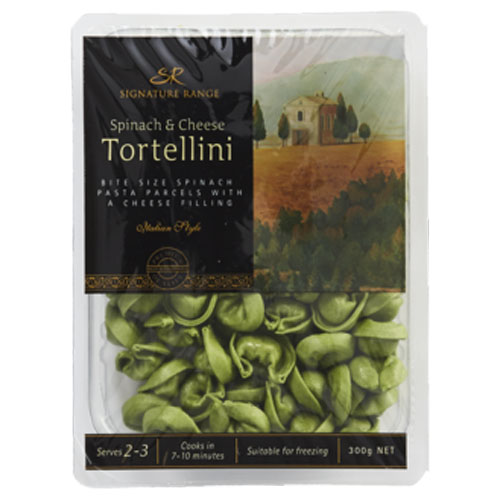 SR
SIGNATURE RANGE
Spinach & Cheese
Tortellini
BITE SIZE SPINACH
PASTA PARCELS WITH
A CHEESE FILLING
Italian Style
Serves 2-3
Cooks in
7-10 minutes
Suitable for freezing
300g NET